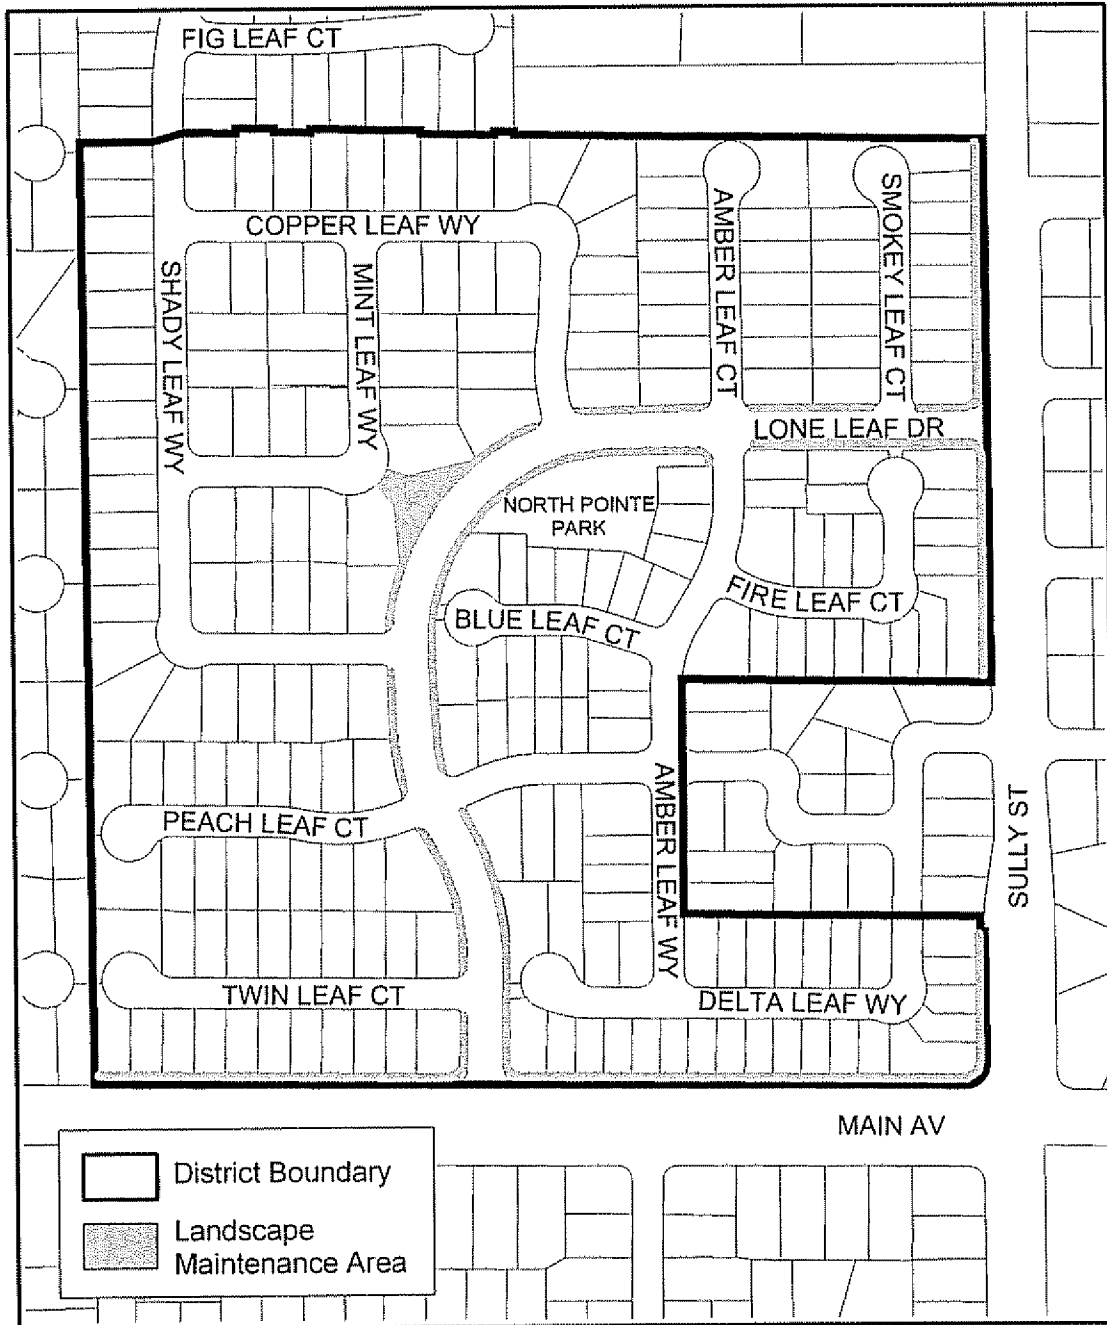 FIG LEAF CT
COPPER LEAF WY
AMBER LEAF CT
SMOKEY LEAF CT
SHADY LEAF WY
MINT LEAF WY
LONE LEAF DR
NORTH POINTE
PARK
FIRE LEAF CT
BLUE LEAF CT
AMBER LEAF WY
SULLY ST
PEACH LEAF CT
TWIN LEAF CT
DELTA LEAF WY
MAIN AV
District Boundary
Landscape
Maintenance Area